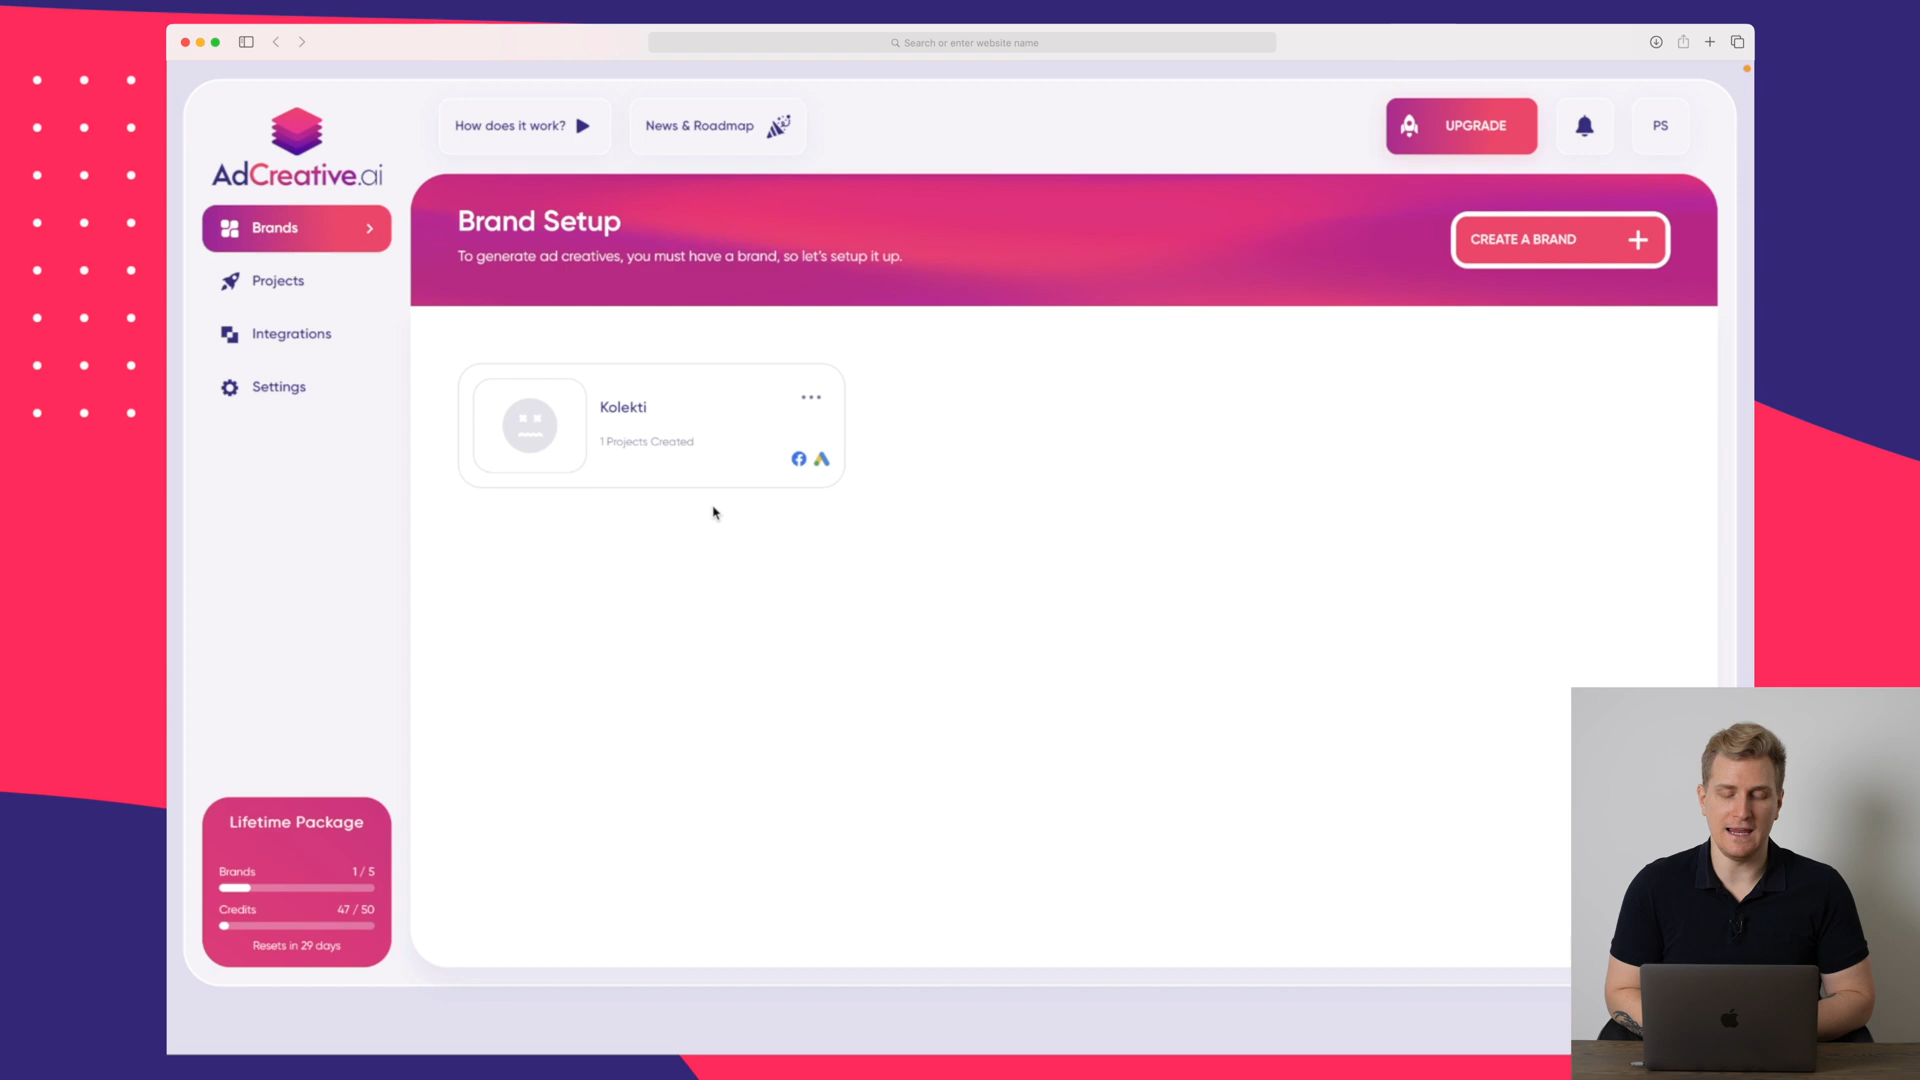 Search or enter website name
AdCreative.ai
How does it work?
News & Roadmap
UPGRADE
PS
Brands
Projects
Integrations
Settings
Brand Setup
To generate ad creatives, you must have a brand, so let's setup it up.
CREATE A BRAND
Kolekti
1 Projects Created
Lifetime Package
Brands 1 / 5
Credits 47 / 50
Resets in 29 days